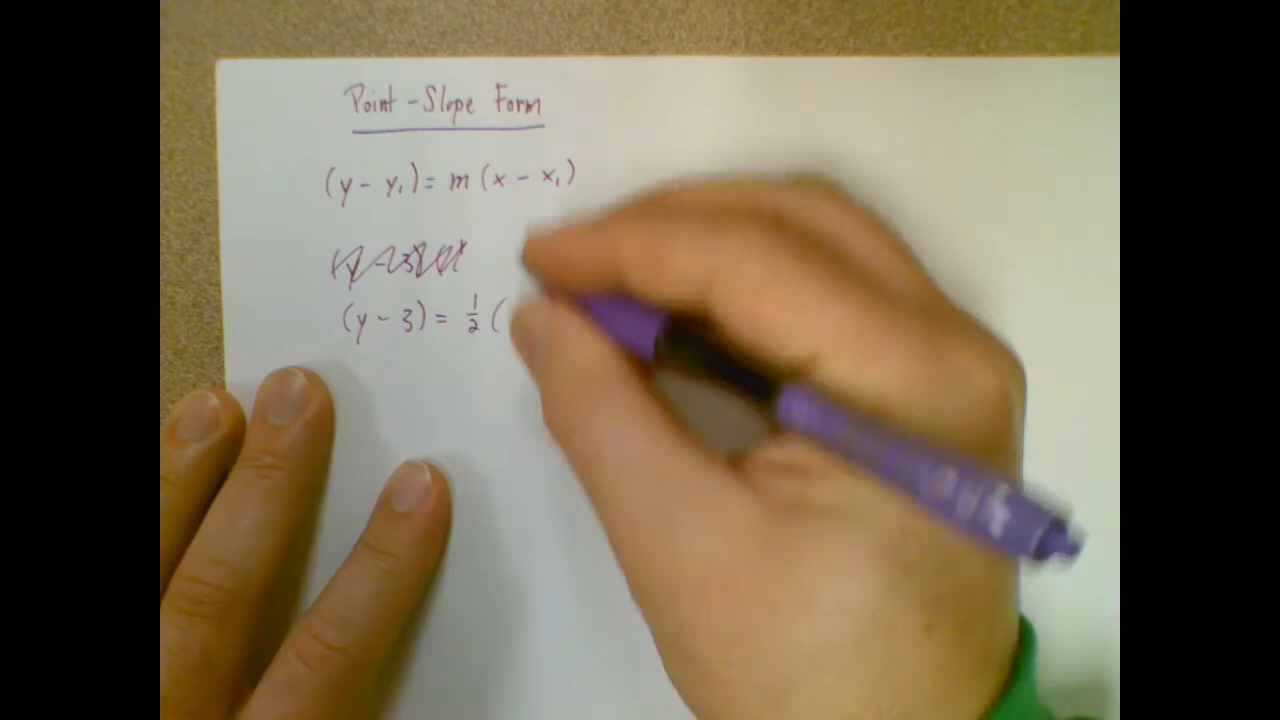 Point-Slope Form
(y - y₁) = m (x - x₁)
(y - 3) = 1/2 (